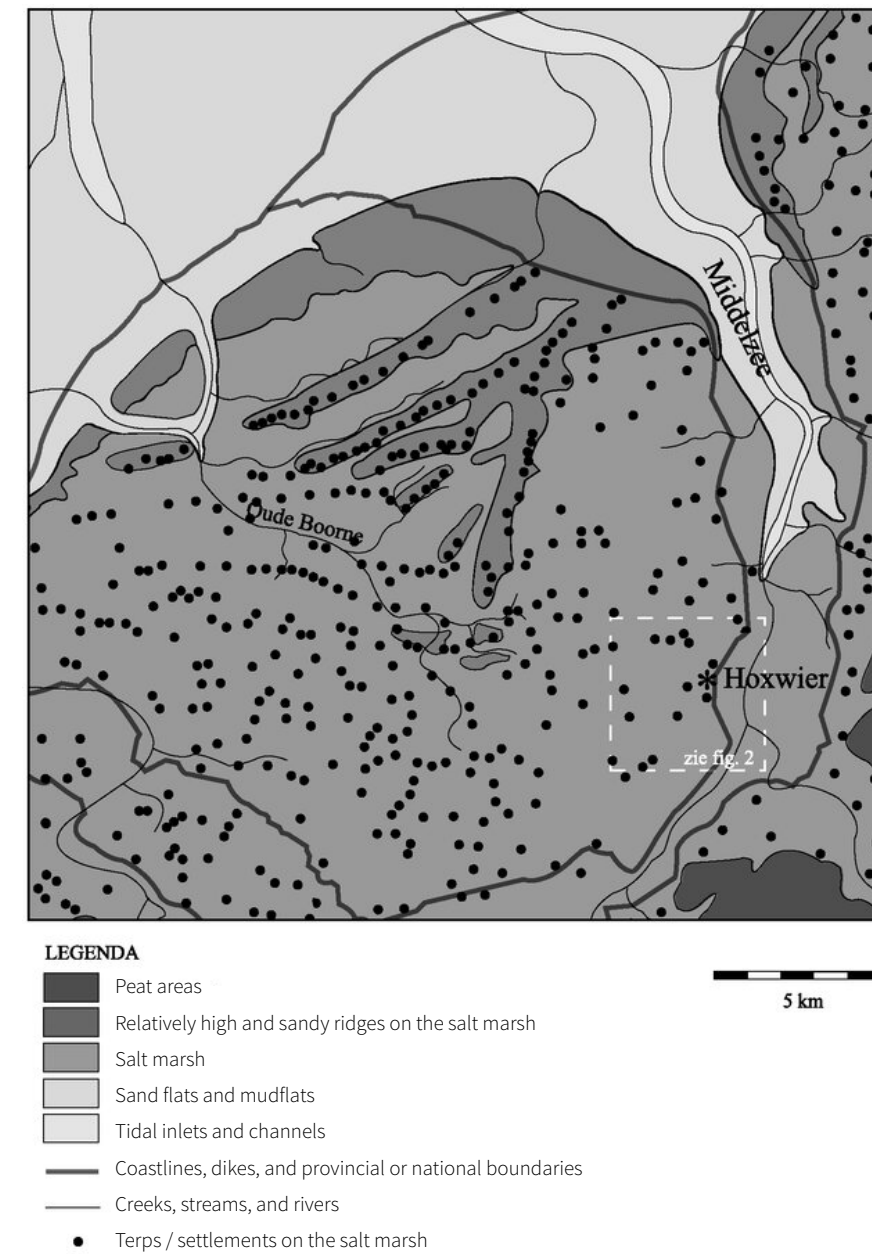 Middelzee
Oude Boorne
* Hoxwier
zie fig. 2
LEGENDA
Peat areas
Relatively high and sandy ridges on the salt marsh
Salt marsh
Sand flats and mudflats
Tidal inlets and channels
Coastlines, dikes, and provincial or national boundaries
Creeks, streams, and rivers
Terps / settlements on the salt marsh
5 km